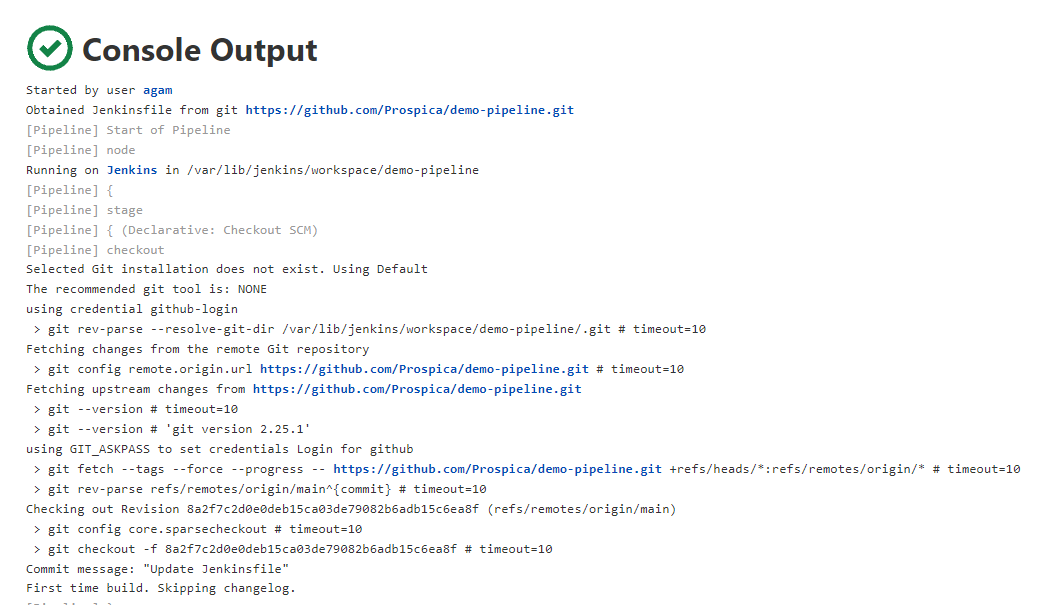 Console Output
Started by user agam
Obtained Jenkinsfile from git https://github.com/Prospica/demo-pipeline.git
[Pipeline] Start of Pipeline
[Pipeline] node
Running on Jenkins in /var/lib/jenkins/workspace/demo-pipeline
[Pipeline] {
[Pipeline] stage
[Pipeline] { (Declarative: Checkout SCM)
[Pipeline] checkout
Selected Git installation does not exist. Using Default
The recommended git tool is: NONE
using credential github-login
 > git rev-parse --resolve-git-dir /var/lib/jenkins/workspace/demo-pipeline/.git # timeout=10
Fetching changes from the remote Git repository
 > git config remote.origin.url https://github.com/Prospica/demo-pipeline.git # timeout=10
Fetching upstream changes from https://github.com/Prospica/demo-pipeline.git
 > git --version # timeout=10
 > git --version # 'git version 2.25.1'
using GIT_ASKPASS to set credentials Login for github
 > git fetch --tags --force --progress -- https://github.com/Prospica/demo-pipeline.git +refs/heads/*:refs/remotes/origin/* # timeout=10
 > git rev-parse refs/remotes/origin/main^{commit} # timeout=10
Checking out Revision 8a2f7c2d0e0deb15ca03de79082b6adb15c6ea8f (refs/remotes/origin/main)
 > git config core.sparsecheckout # timeout=10
 > git checkout -f 8a2f7c2d0e0deb15ca03de79082b6adb15c6ea8f # timeout=10
Commit message: "Update Jenkinsfile"
First time build. Skipping changelog.